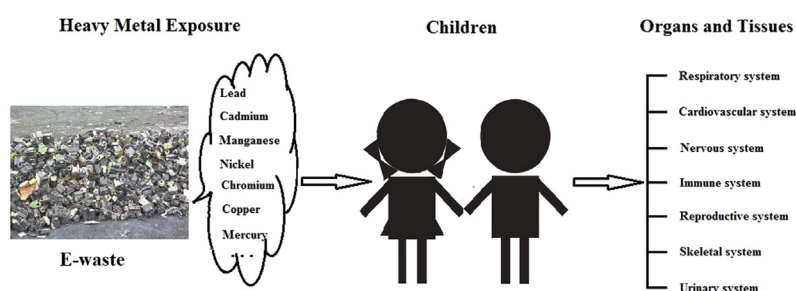 Heavy Metal Exposure
Children
Organs and Tissues
Lead
Cadmium
Manganese
Nickel
Chromium
Copper
Mercury
...
E-waste
Respiratory system
Cardiovascular system
Nervous system
Immune system
Reproductive system
Skeletal system
Urinary system